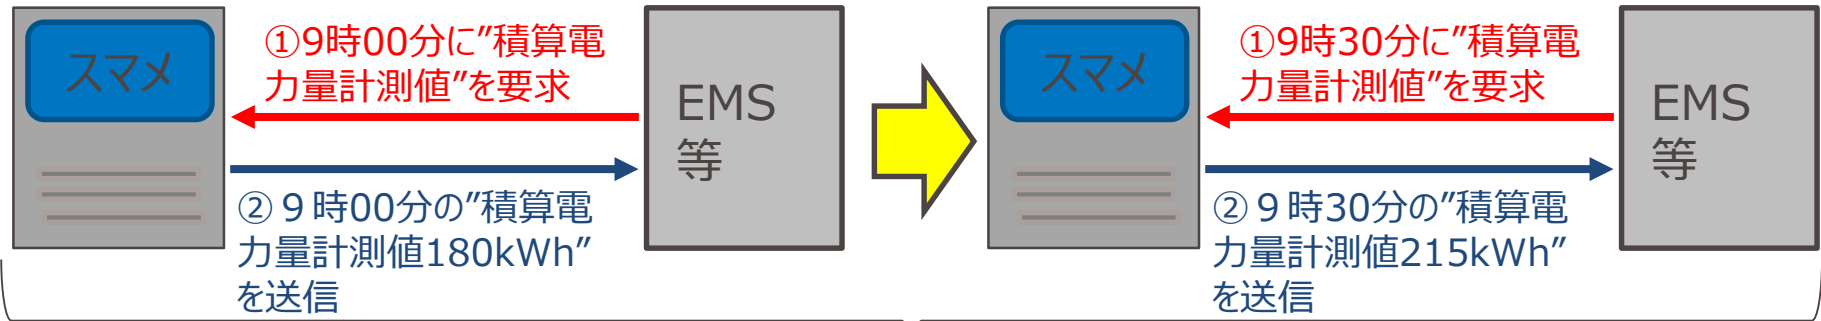 スマメ
①9時00分に”積算電
力量計測値”を要求
EMS
等
②９時00分の”積算電
力量計測値180kWh”
を送信
スマメ
①9時30分に”積算電
力量計測値”を要求
EMS
等
②９時30分の”積算電
力量計測値215kWh”
を送信